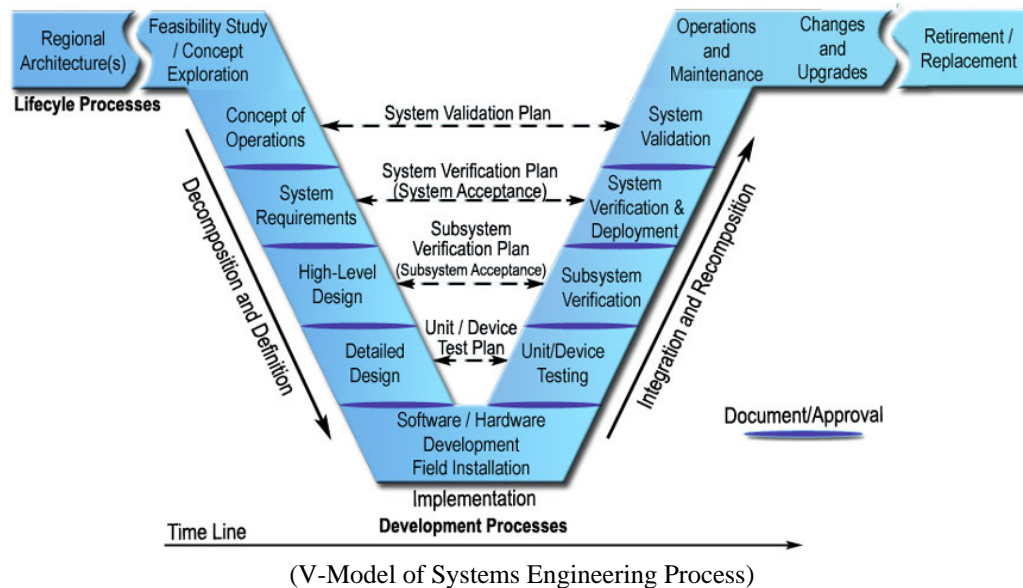 Regional
Architecture(s)
Feasibility Study
/ Concept
Exploration
Operations
and
Maintenance
Changes
and
Upgrades
Retirement /
Replacement
Lifecyle Processes
Concept of
Operations
System Validation Plan
System
Validation
System
Requirements
System Verification Plan
(System Acceptance)
System
Verification &
Deployment
High-Level
Design
Subsystem
Verification Plan
(Subsystem Acceptance)
Subsystem
Verification
Detailed
Design
Unit / Device
Test Plan
Unit/Device
Testing
Decomposition and Definition
Integration and Recomposition
Software / Hardware
Development
Field Installation
Document/Approval
Implementation
Development Processes
Time Line
(V-Model of Systems Engineering Process)